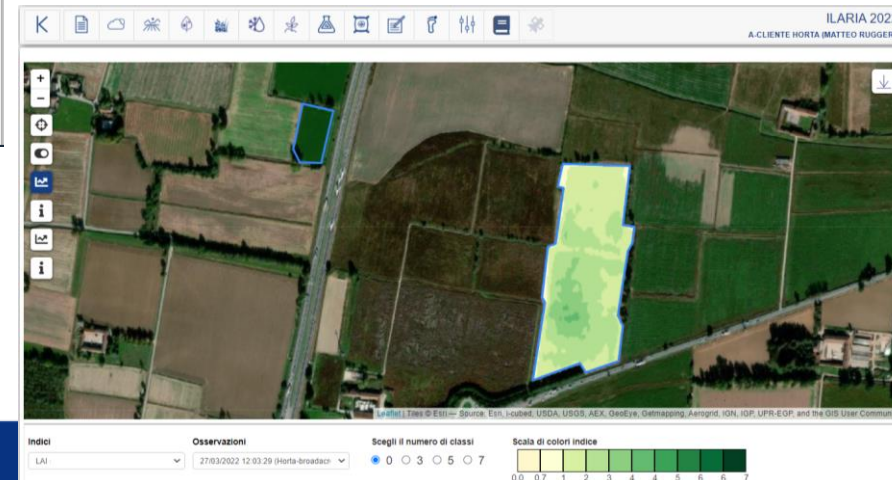 K
ILARIA 202
A-CLIENTE HORTA (MATTEO RUGGER
+
−
i
i
Leaflet | Tiles © Esri — Source: Esri, i-cubed, USDA, USGS, AEX, GeoEye, Getmapping, Aerogrid, IGN, IGP, UPR-EGP, and the GIS User Commun
Indici
Osservazioni
Scegli il numero di classi
Scala di colori indice
LAI
27/03/2022 12:03:29 (Horta-broadacr
0 3 5 7
0.0 0.7 1 2 3 4 4 5 6 6 7